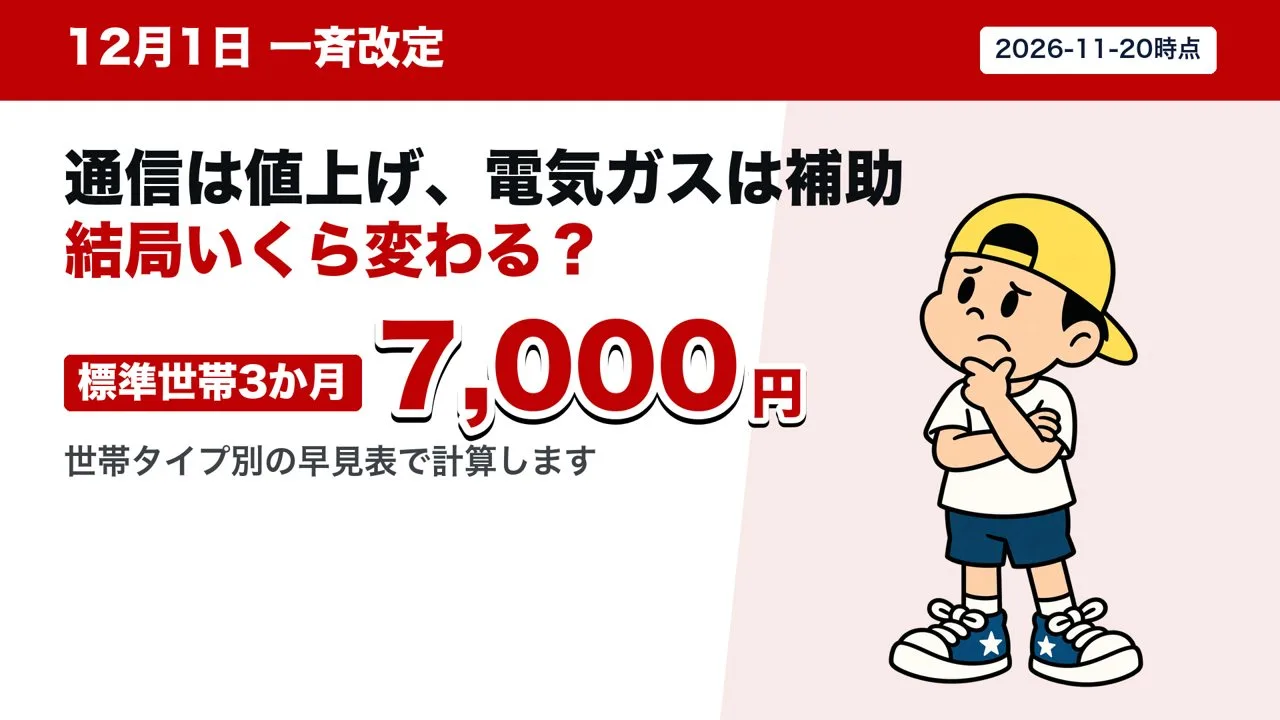 12月1日 一斉改定
2026-11-20時点
通信は値上げ、電気ガスは補助
結局いくら変わる？
標準世帯3か月
7,000円
世帯タイプ別の早見表で計算します